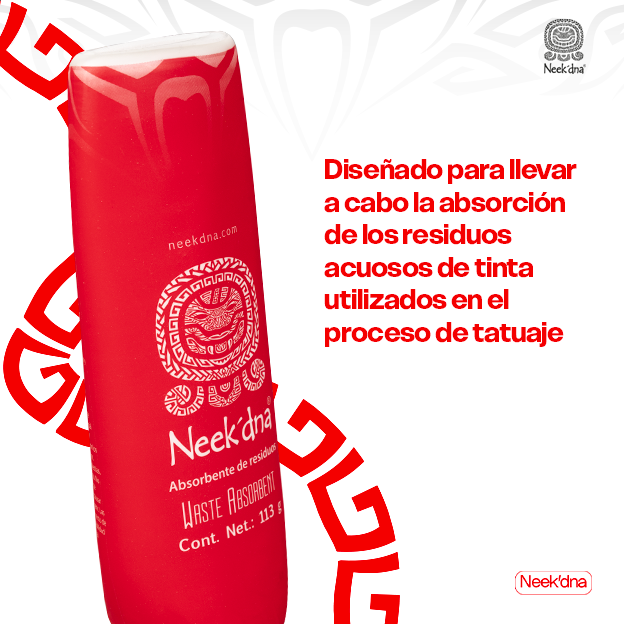 Neek'dna®
Diseñado para llevar
a cabo la absorción
de los residuos
acuosos de tinta
utilizados en el
proceso de tatuaje
neekdna.com
Neek'dna®
Absorbente de residuos
WASTE ABSORBENT
Cont. Net.: 113 g
Neek'dna